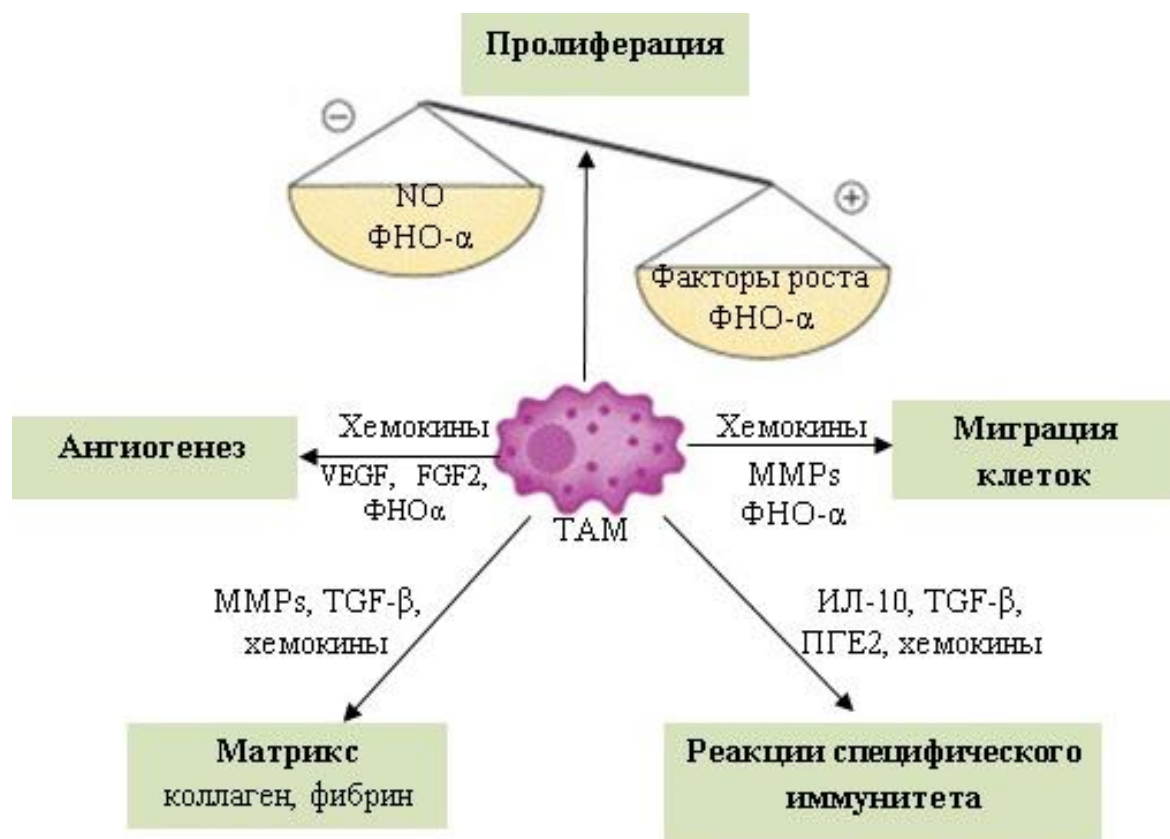 Пролиферация
−
NO
ФНО-α
+
Факторы роста
ФНО-α
Хемокины
Ангиогенез
VEGF, FGF2,
ФНОα
ТАМ
Хемокины
MMPs
ФНО-α
Миграция
клеток
MMPs, TGF-β,
хемокины
ИЛ-10, TGF-β,
ПГЕ2, хемокины
Матрикс
коллаген, фибрин
Реакции специфического
иммунитета